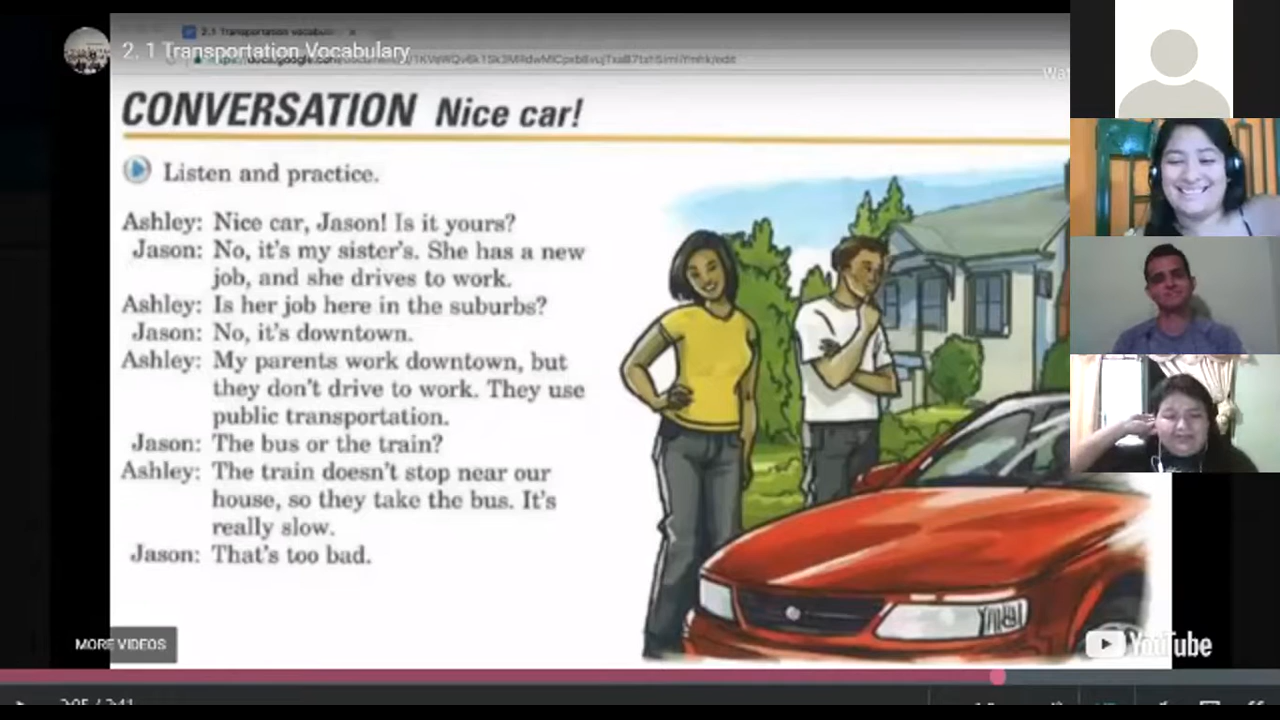 2.1 Transportation vocabul
2. 1 Transportation Vocabulary
CONVERSATION Nice car!
Listen and practice.
Ashley: Nice car, Jason! Is it yours?
Jason: No, it's my sister's. She has a new
job, and she drives to work.
Ashley: Is her job here in the suburbs?
Jason: No, it's downtown.
Ashley: My parents work downtown, but
they don't drive to work. They use
public transportation.
Jason: The bus or the train?
Ashley: The train doesn't stop near our
house, so they take the bus. It's
really slow.
Jason: That's too bad.
MORE VIDEOS
YouTube